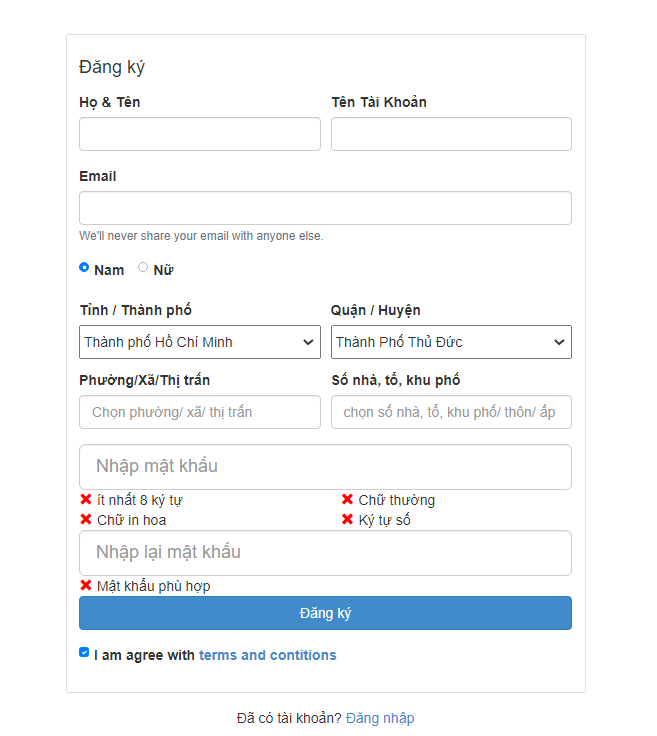 Đăng ký
Họ & Tên Tên Tài Khoản
Email
We'll never share your email with anyone else.
Nam Nữ
Tỉnh / Thành phố Quận / Huyện
Thành phố Hồ Chí Minh Thành Phố Thủ Đức
Phường/Xã/Thị trấn Số nhà, tổ, khu phố
Chọn phường/ xã/ thị trấn chọn số nhà, tổ, khu phố/ thôn/ ấp
Nhập mật khẩu
ít nhất 8 ký tự Chữ thường
Chữ in hoa Ký tự số
Nhập lại mật khẩu
Mật khẩu phù hợp
Đăng ký
I am agree with terms and contitions
Đã có tài khoản? Đăng nhập